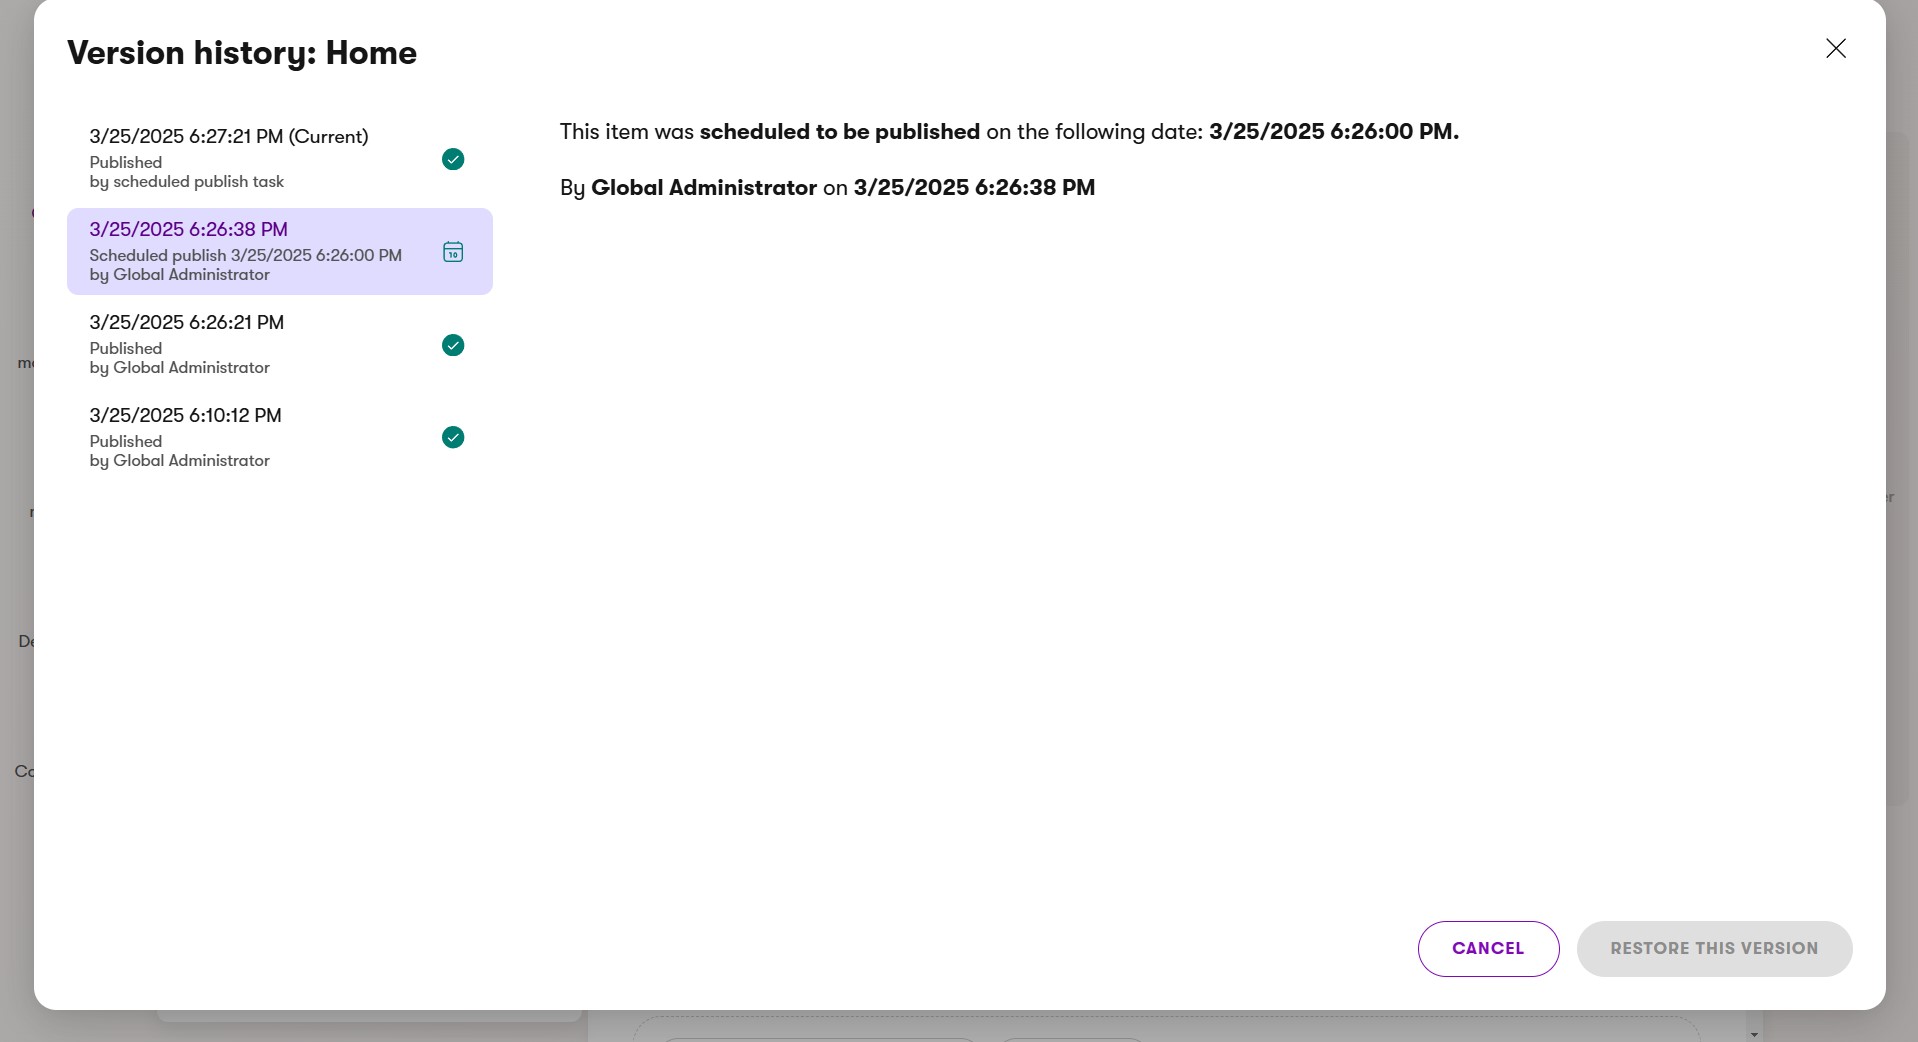 Version history: Home
3/25/2025 6:27:21 PM (Current)
Published
by scheduled publish task
3/25/2025 6:26:38 PM
Scheduled publish 3/25/2025 6:26:00 PM
by Global Administrator
3/25/2025 6:26:21 PM
Published
by Global Administrator
3/25/2025 6:10:12 PM
Published
by Global Administrator
This item was scheduled to be published on the following date: 3/25/2025 6:26:00 PM.
By Global Administrator on 3/25/2025 6:26:38 PM
CANCEL
RESTORE THIS VERSION